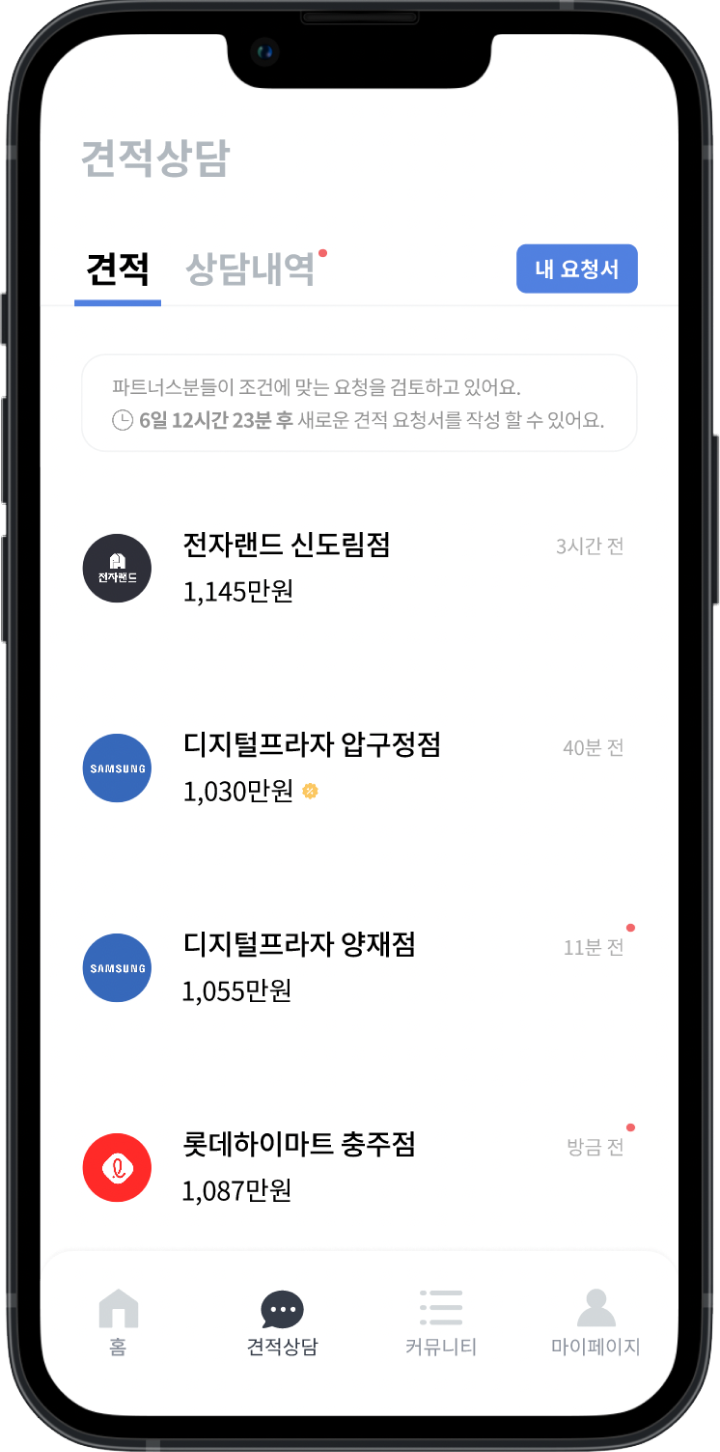 견적상담
견적 상담내역
내 요청서
파트너스분들이 조건에 맞는 요청을 검토하고 있어요.
6일 12시간 23분 후 새로운 견적 요청서를 작성 할 수 있어요.
전자랜드
전자랜드 신도림점
3시간 전
1,145만원
SAMSUNG
디지털프라자 압구정점
40분 전
1,030만원
SAMSUNG
디지털프라자 양재점
11분 전
1,055만원
롯데하이마트 충주점
방금 전
1,087만원
홈
견적상담
커뮤니티
마이페이지